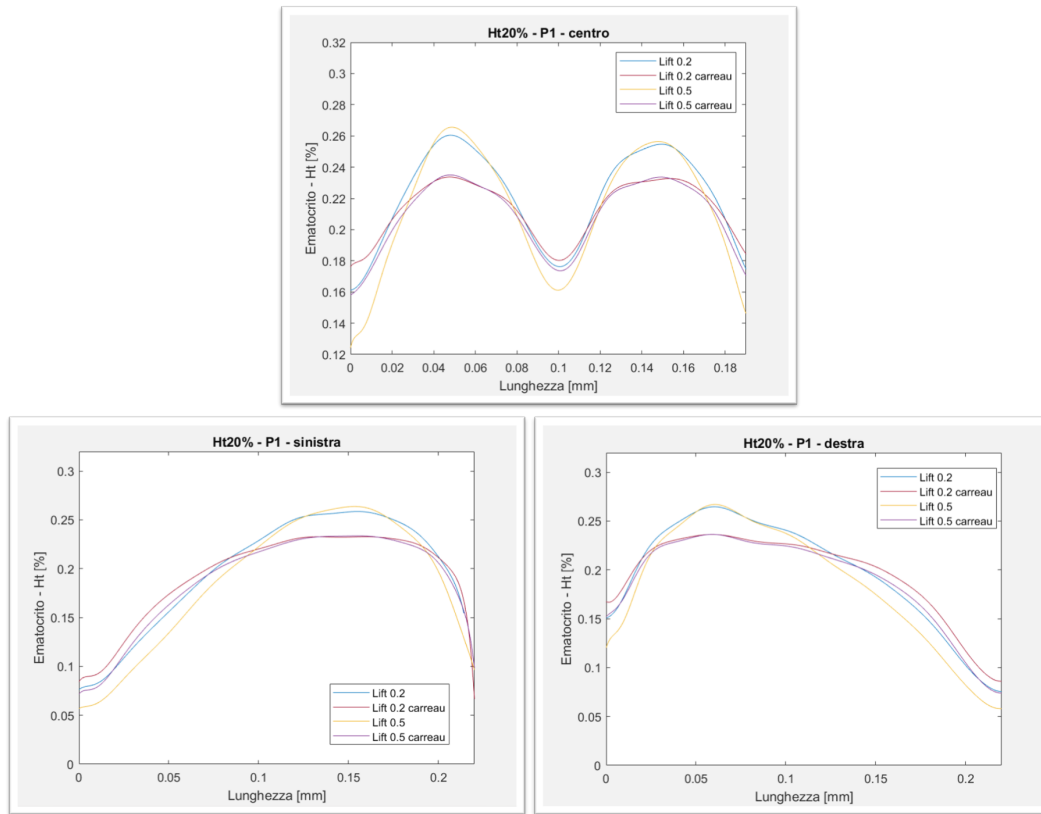 Ht20% - P1 - centro
0.32
0.3
0.28
0.26
0.24
0.22
0.2
0.18
0.16
0.14
0.12
Ematocrito - Ht [%]
Lift 0.2
Lift 0.2 carreau
Lift 0.5
Lift 0.5 carreau
0 0.02 0.04 0.06 0.08 0.1 0.12 0.14 0.16 0.18
Lunghezza [mm]
Ht20% - P1 - sinistra
0.3
0.25
0.2
0.15
0.1
0.05
0
Ematocrito - Ht [%]
Lift 0.2
Lift 0.2 carreau
Lift 0.5
Lift 0.5 carreau
0 0.05 0.1 0.15 0.2
Lunghezza [mm]
Ht20% - P1 - destra
0.3
0.25
0.2
0.15
0.1
0.05
0
Ematocrito - Ht [%]
Lift 0.2
Lift 0.2 carreau
Lift 0.5
Lift 0.5 carreau
0 0.05 0.1 0.15 0.2
Lunghezza [mm]